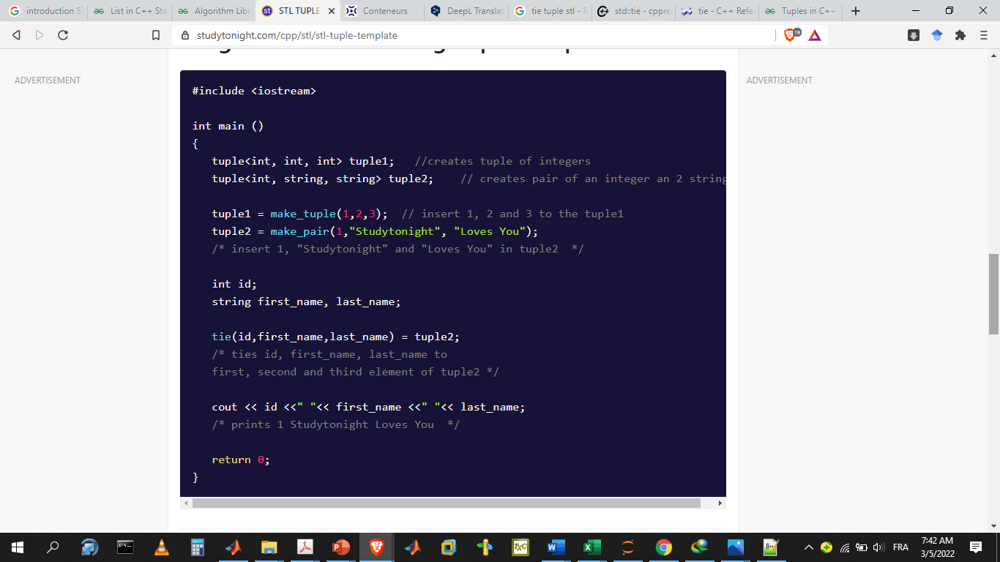 introduction S
List in C++ Sta
Algorithm Libr
STL TUPLE
Conteneurs
DeepL Translat
tie tuple stl - R
std::tie - cppre
tie - C++ Refe
Tuples in C++
studytonight.com/cpp/stl/stl-tuple-template
19
ADVERTISEMENT
ADVERTISEMENT
#include <iostream>
int main ()
{
tuple<int, int, int> tuple1;   //creates tuple of integers
tuple<int, string, string> tuple2;    // creates pair of an integer an 2 string
tuple1 = make_tuple(1,2,3);  // insert 1, 2 and 3 to the tuple1
tuple2 = make_pair(1,"Studytonight", "Loves You");
/* insert 1, "Studytonight" and "Loves You" in tuple2  */
int id;
string first_name, last_name;
tie(id,first_name,last_name) = tuple2;
/* ties id, first_name, last_name to
first, second and third element of tuple2 */
cout << id <<" "<< first_name <<" "<< last_name;
/* prints 1 Studytonight Loves You  */
return 0;
}
FRA
7:42 AM
3/5/2022